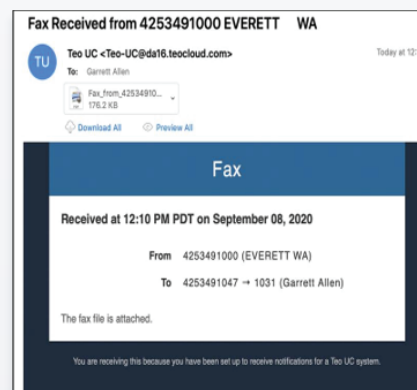 Fax Received from 4253491000 EVERETT WA
TU
Teo UC <Teo-UC@da16.teocloud.com>
Today at 12:
To: Garrett Allen
Fax_from_42534910...
176.2 KB
Download All Preview All
Fax
Received at 12:10 PM PDT on September 08, 2020
From 4253491000 (EVERETT WA)
To 4253491047 → 1031 (Garrett Allen)
The fax file is attached.
You are receiving this because you have been set up to receive notifications for a Teo UC system.